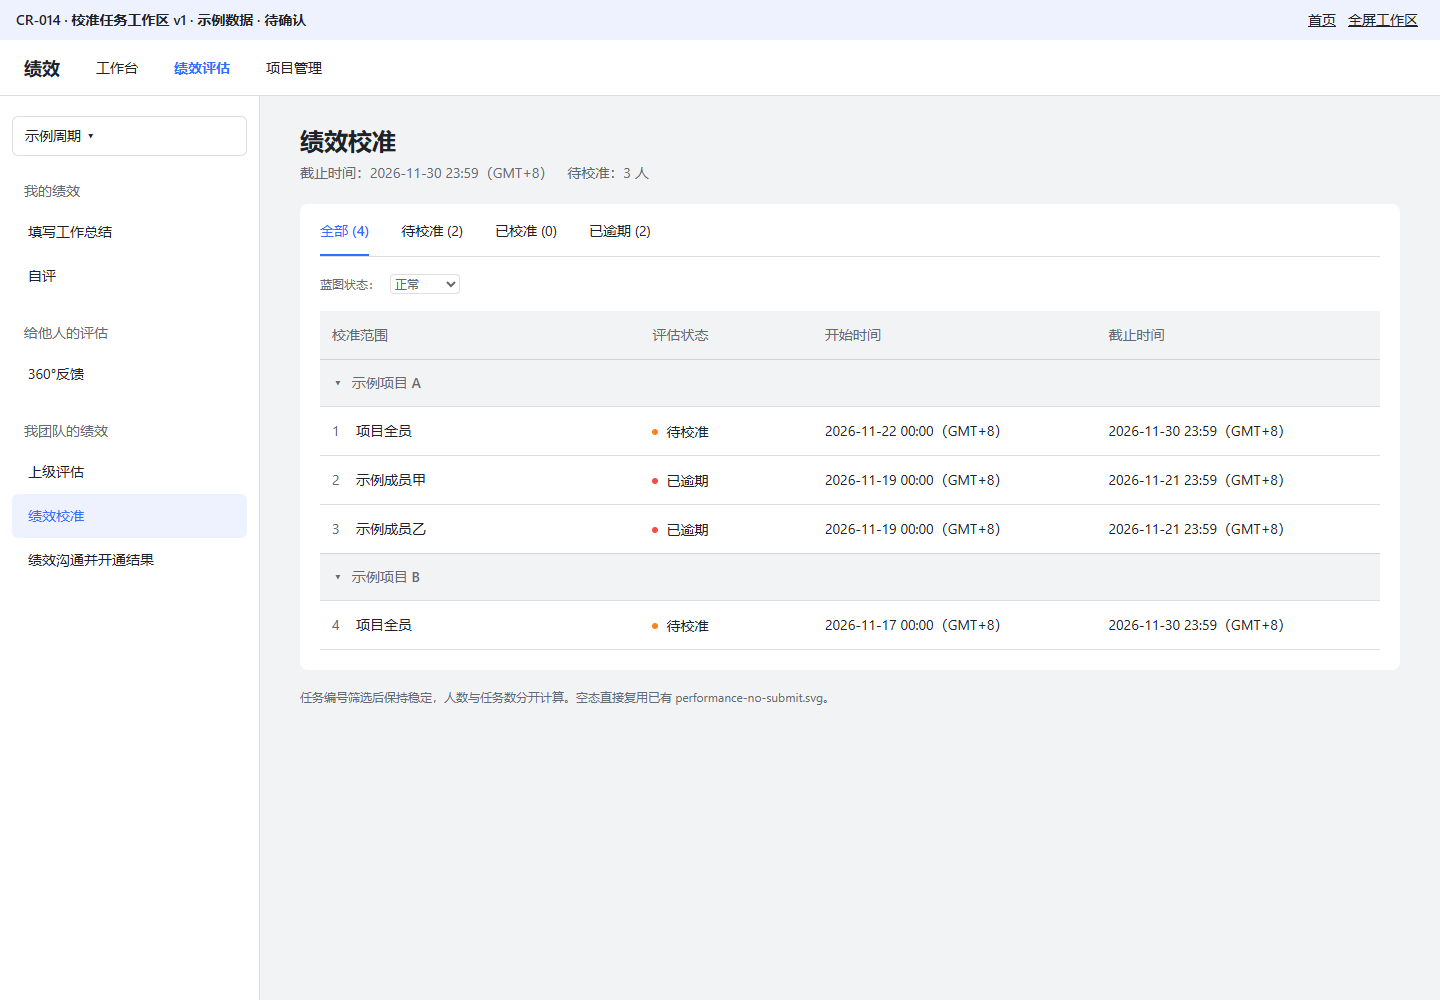 CR-014 · 校准任务工作区 v1 · 示例数据 · 待确认
首页 全屏工作区
绩效 工作台 绩效评估 项目管理
示例周期 ▾
我的绩效
填写工作总结
自评
给他人的评估
360°反馈
我团队的绩效
上级评估
绩效校准
绩效沟通并开通结果
绩效校准
截止时间：2026-11-30 23:59（GMT+8） 待校准：3 人
全部 (4) 待校准 (2) 已校准 (0) 已逾期 (2)
蓝图状态： 正常
校准范围 评估状态 开始时间 截止时间
▾ 示例项目 A
1 项目全员 待校准 2026-11-22 00:00（GMT+8） 2026-11-30 23:59（GMT+8）
2 示例成员甲 已逾期 2026-11-19 00:00（GMT+8） 2026-11-21 23:59（GMT+8）
3 示例成员乙 已逾期 2026-11-19 00:00（GMT+8） 2026-11-21 23:59（GMT+8）
▾ 示例项目 B
4 项目全员 待校准 2026-11-17 00:00（GMT+8） 2026-11-30 23:59（GMT+8）
任务编号筛选后保持稳定，人数与任务数分开计算。空态直接复用已有 performance-no-submit.svg。